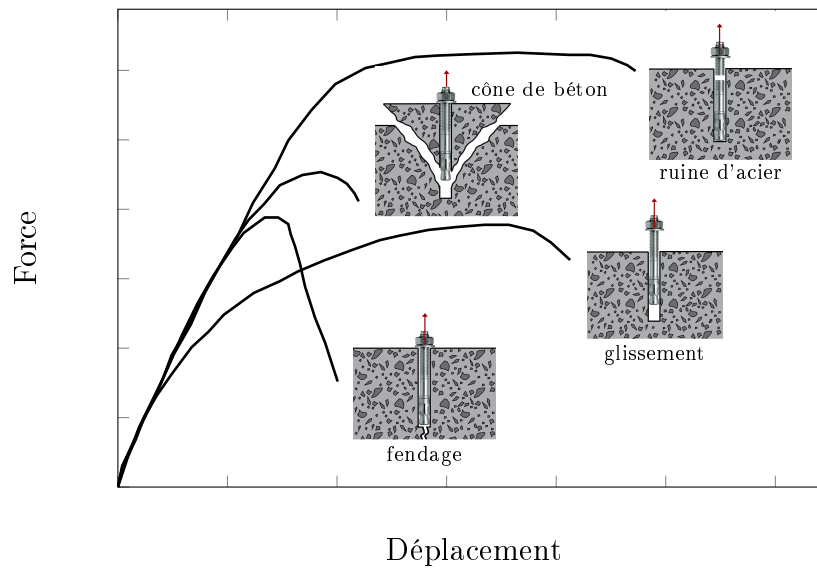 cône de béton
ruine d'acier
glissement
fendage
Force
Déplacement